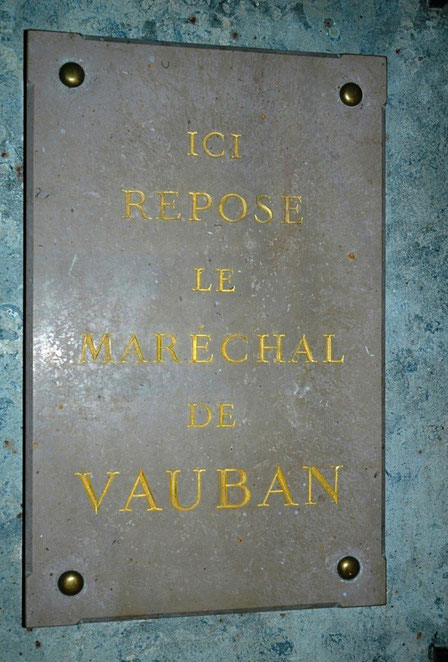 ICI
REPOSE
LE
MARÉCHAL
DE
VAUBAN